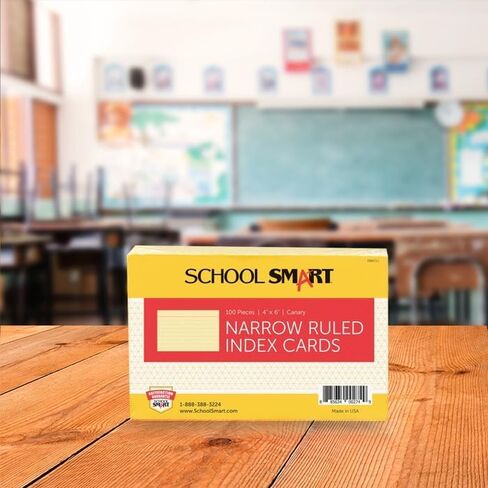 SCHOOL SMART
100 Pieces | 4" x 6" | Canary
NARROW RULED
INDEX CARDS
1-888-388-3224
www.SchoolSmart.com
Made in USA